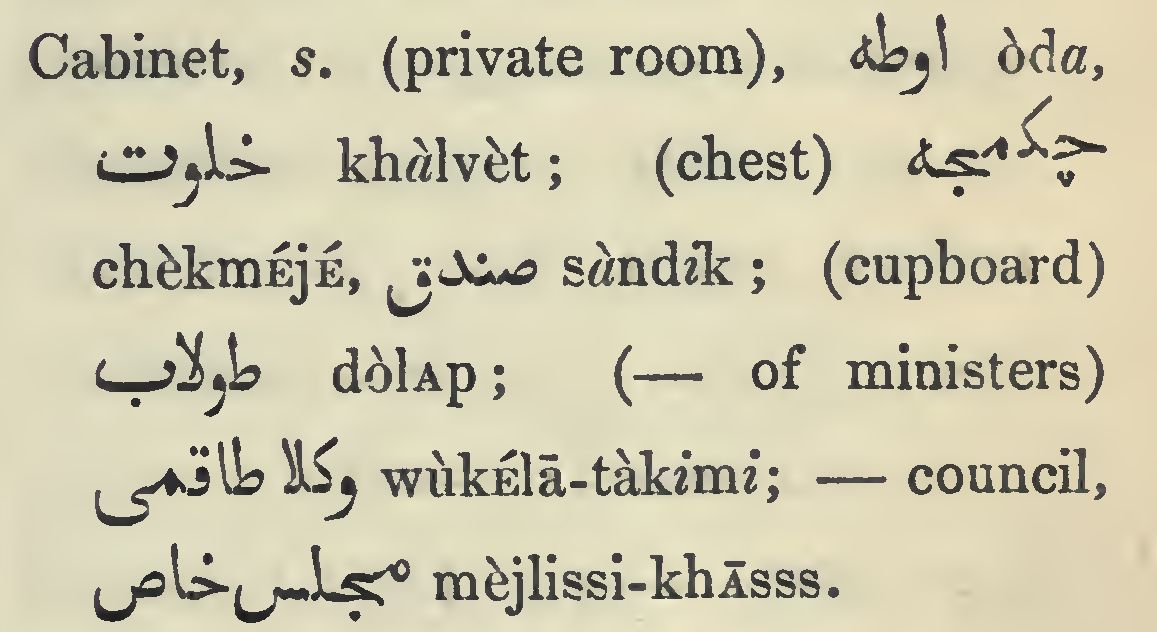 Cabinet, s. (private room), اوطه òda,
خلوت khàlvèt; (chest) چكمجه
chèkmÉjÉ, صندق sàndik; (cupboard)
طولاب dòlAp; (— of ministers)
وكلا طاقمى wùkÉlā-tàkimi; — council,
مجلس خاص mèjlissi-khĀsss.